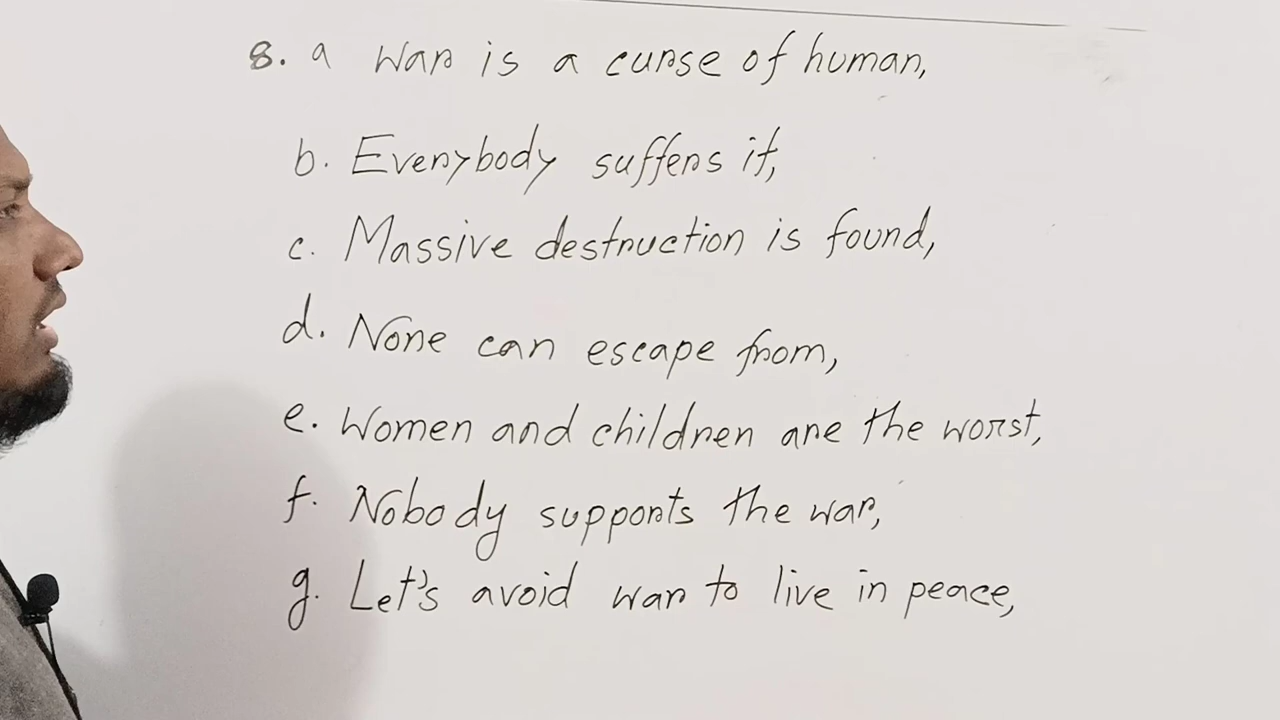 8. a War is a curse of human,
b. Everybody suffers it,
c. Massive destruction is found,
d. None can escape from,
e. Women and children are the worst,
f. Nobody supports the war,
g. Let's avoid war to live in peace,